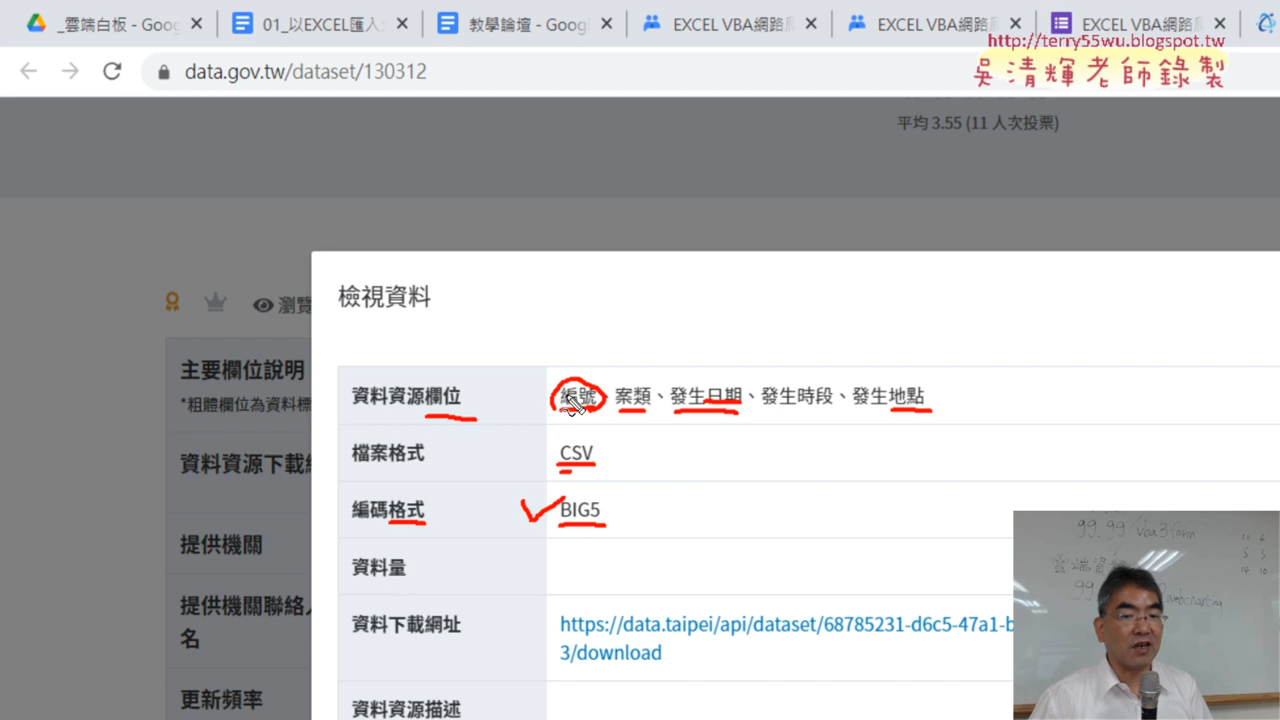 _雲端白板 - Goog
01_以EXCEL匯入
教學論壇 - Googl
EXCEL VBA網路
EXCEL VBA網路
EXCEL VBA網路
http://terry55wu.blogspot.tw
吳清輝老師錄製
data.gov.tw/dataset/130312
平均 3.55 (11 人次投票)
檢視資料
瀏覽
主要欄位說明
*粗體欄位為資料標
資料資源欄位
編號、案類、發生日期、發生時段、發生地點
檔案格式
CSV
資料資源下載
編碼格式
BIG5
提供機關
資料量
提供機關聯絡人
名
資料下載網址
https://data.taipei/api/dataset/68785231-d6c5-47a1-b
3/download
更新頻率
資料資源描述
99.99 vba3form
雲端
99
webcharting